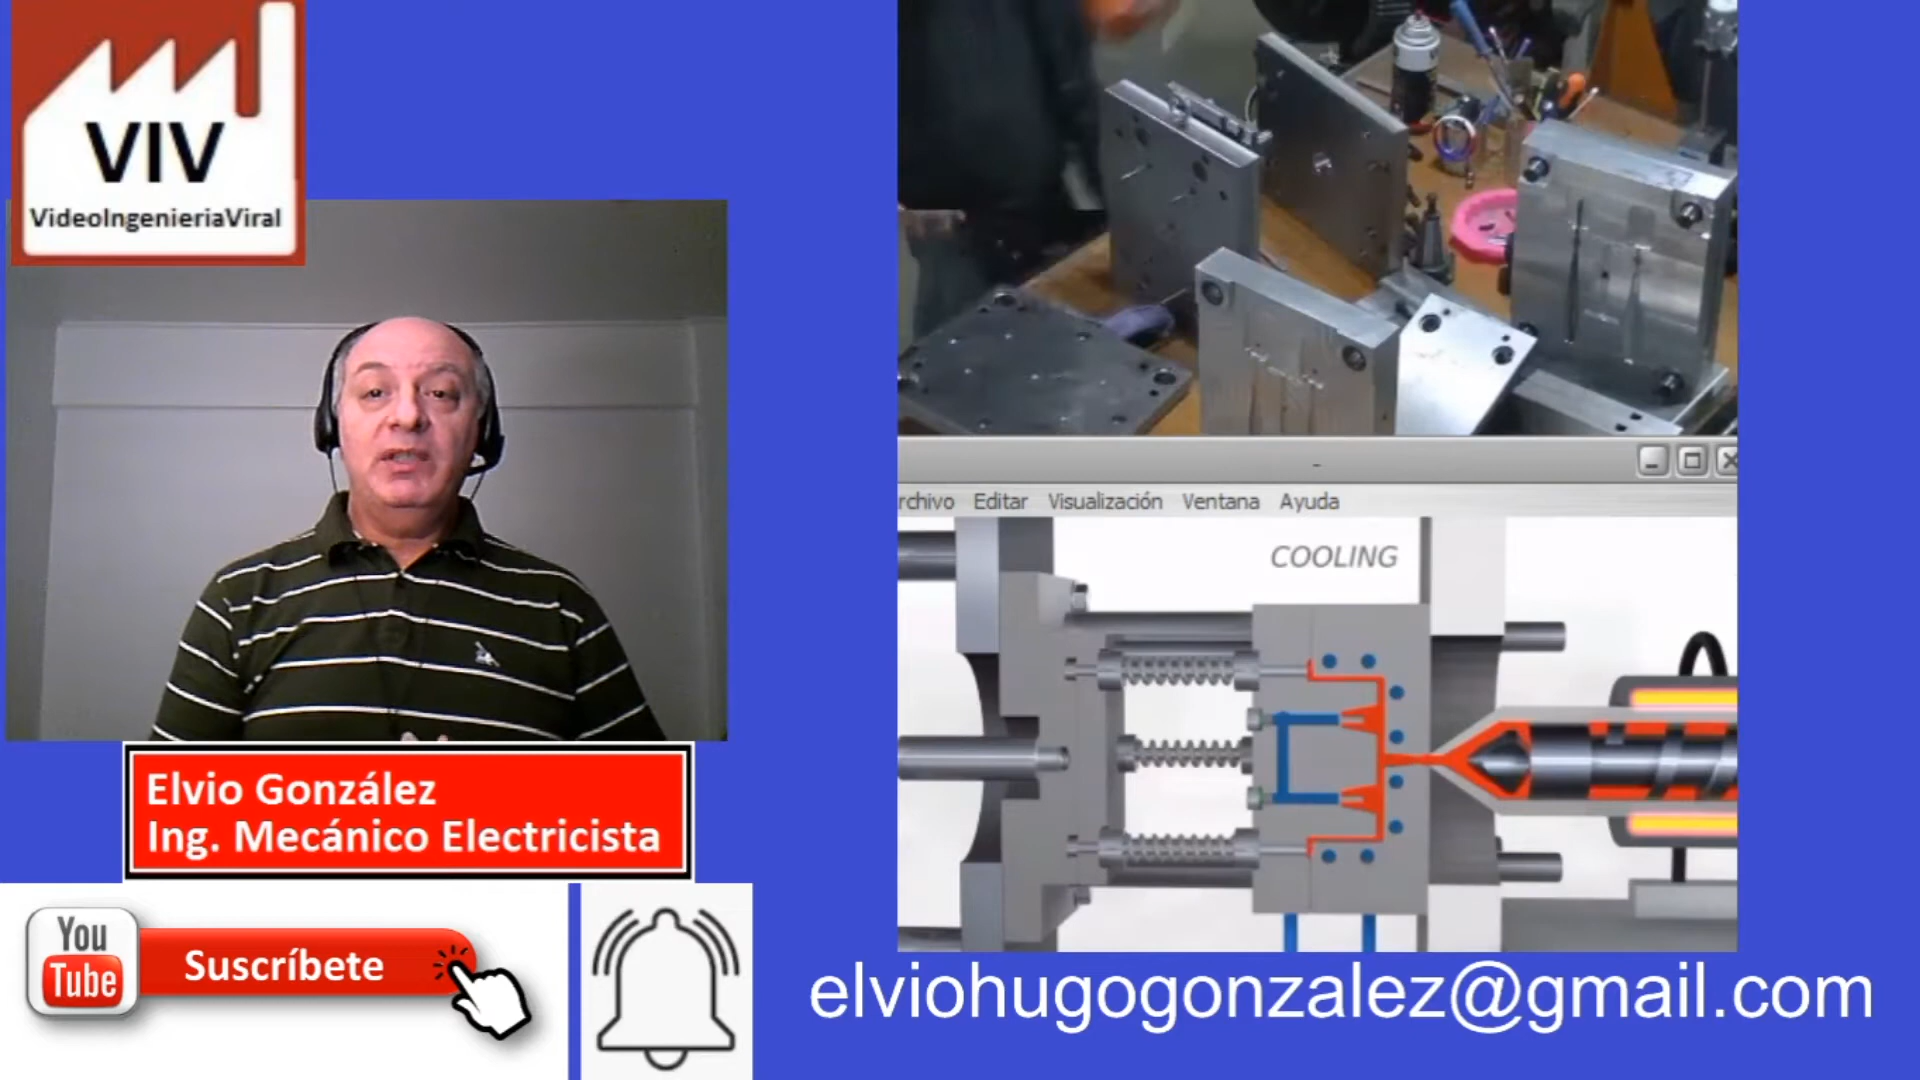 VIV
VideoIngenieriaViral
Elvio González
Ing. Mecánico Electricista
You
Tube
Suscríbete
rchivo Editar Visualización Ventana Ayuda
COOLING
elviohugogonzalez@gmail.com